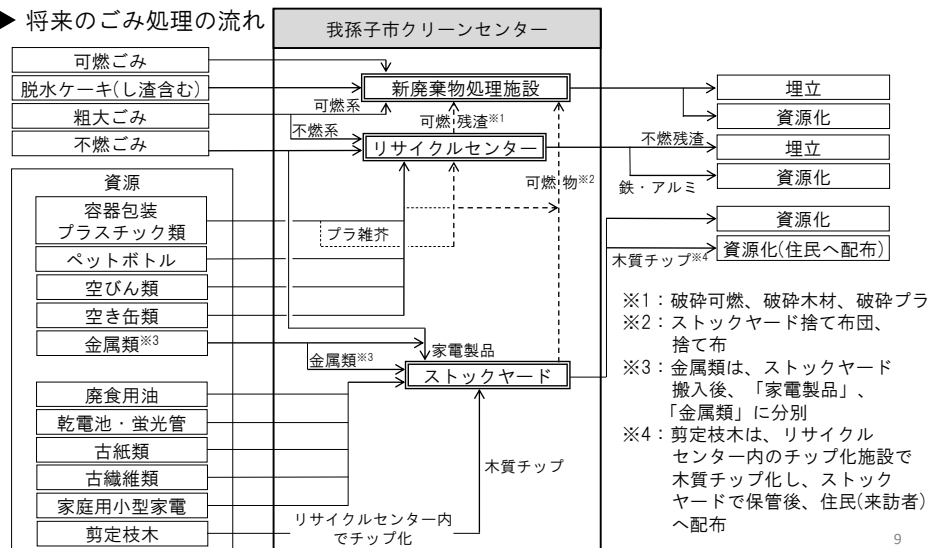 ▶ 将来のごみ処理の流れ
我孫子市クリーンセンター
可燃ごみ
脱水ケーキ(し渣含む)
粗大ごみ
不燃ごみ
新廃棄物処理施設
可燃系
不燃系
可燃残渣※1
リサイクルセンター
可燃物※2
埋立
資源化
不燃残渣
埋立
鉄・アルミ
資源化
資源化
木質チップ※4
資源化(住民へ配布)
資源
容器包装
プラスチック類
ペットボトル
空びん類
空き缶類
金属類※3
プラ雑芥
金属類※3
家電製品
ストックヤード
廃食用油
乾電池・蛍光管
古紙類
古繊維類
家庭用小型家電
剪定枝木
リサイクルセンター内
でチップ化
木質チップ
※1：破砕可燃、破砕木材、破砕プラ
※2：ストックヤード捨て布団、
捨て布
※3：金属類は、ストックヤード
搬入後、「家電製品」、
「金属類」に分別
※4：剪定枝木は、リサイクル
センター内のチップ化施設で
木質チップ化し、ストック
ヤードで保管後、住民(来訪者)
へ配布
9